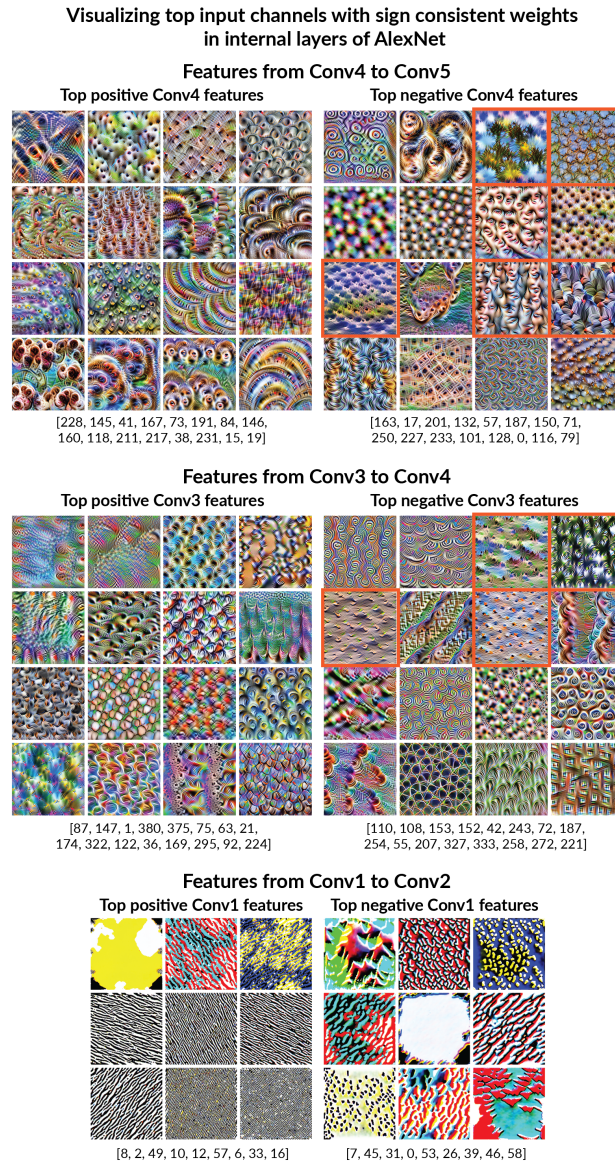 Visualizing top input channels with sign consistent weights
in internal layers of AlexNet
Features from Conv4 to Conv5
Top positive Conv4 features
Top negative Conv4 features
[228, 145, 41, 167, 73, 191, 84, 146,
160, 118, 211, 217, 38, 231, 15, 19]
[163, 17, 201, 132, 57, 187, 150, 71,
250, 227, 233, 101, 128, 0, 116, 79]
Features from Conv3 to Conv4
Top positive Conv3 features
Top negative Conv3 features
[87, 147, 1, 380, 375, 75, 63, 21,
174, 322, 122, 36, 169, 295, 92, 224]
[110, 108, 153, 152, 42, 243, 72, 187,
254, 55, 207, 327, 333, 258, 272, 221]
Features from Conv1 to Conv2
Top positive Conv1 features
Top negative Conv1 features
[8, 2, 49, 10, 12, 57, 6, 33, 16]
[7, 45, 31, 0, 53, 26, 39, 46, 58]